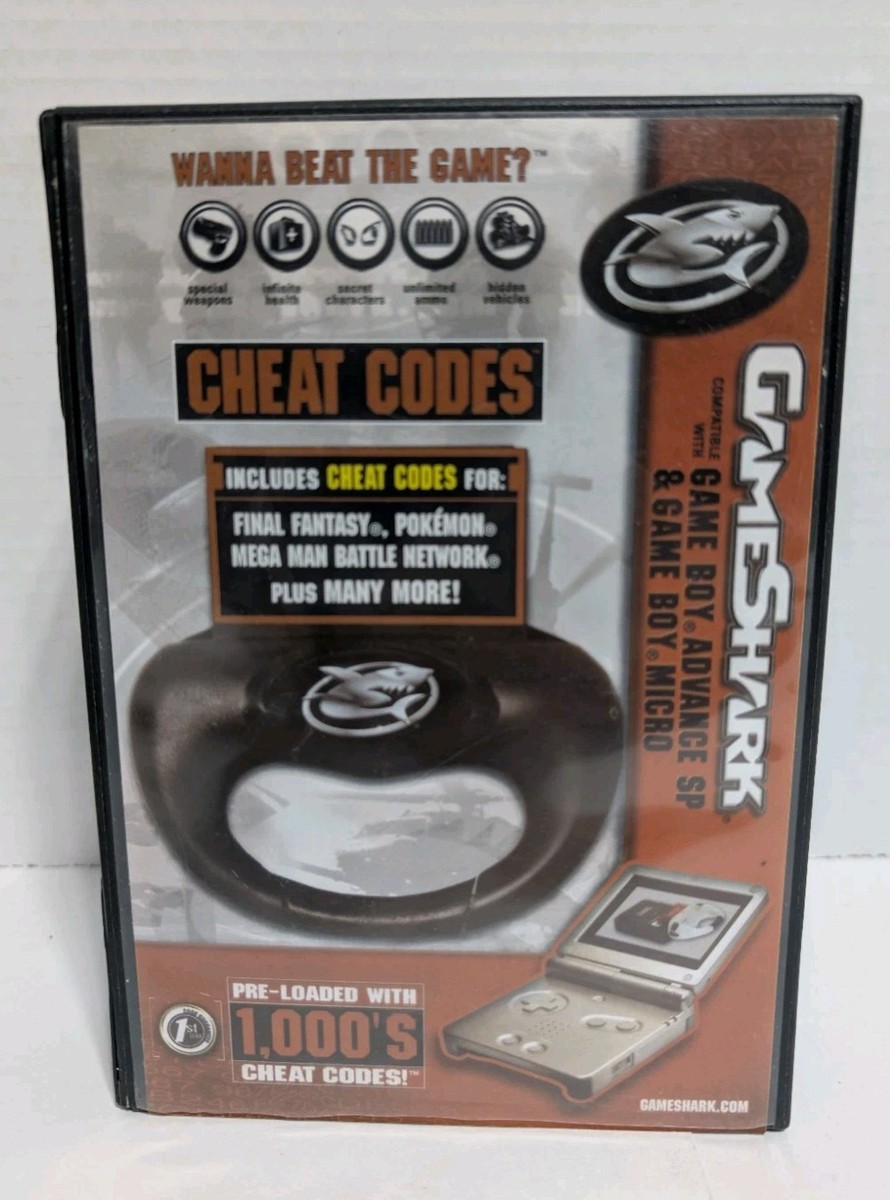 WANNA BEAT THE GAME?™
special weapons
infinite health
secret characters
unlimited ammo
hidden vehicles
CHEAT CODES™
INCLUDES CHEAT CODES FOR:
FINAL FANTASY®, POKÉMON®
MEGA MAN BATTLE NETWORK®
PLUS MANY MORE!
GAMESHARK
COMPATIBLE WITH
GAME BOY® ADVANCE SP
& GAME BOY® MICRO
PRE-LOADED WITH
1,000'S
CHEAT CODES!™
1st
GAMESHARK.COM